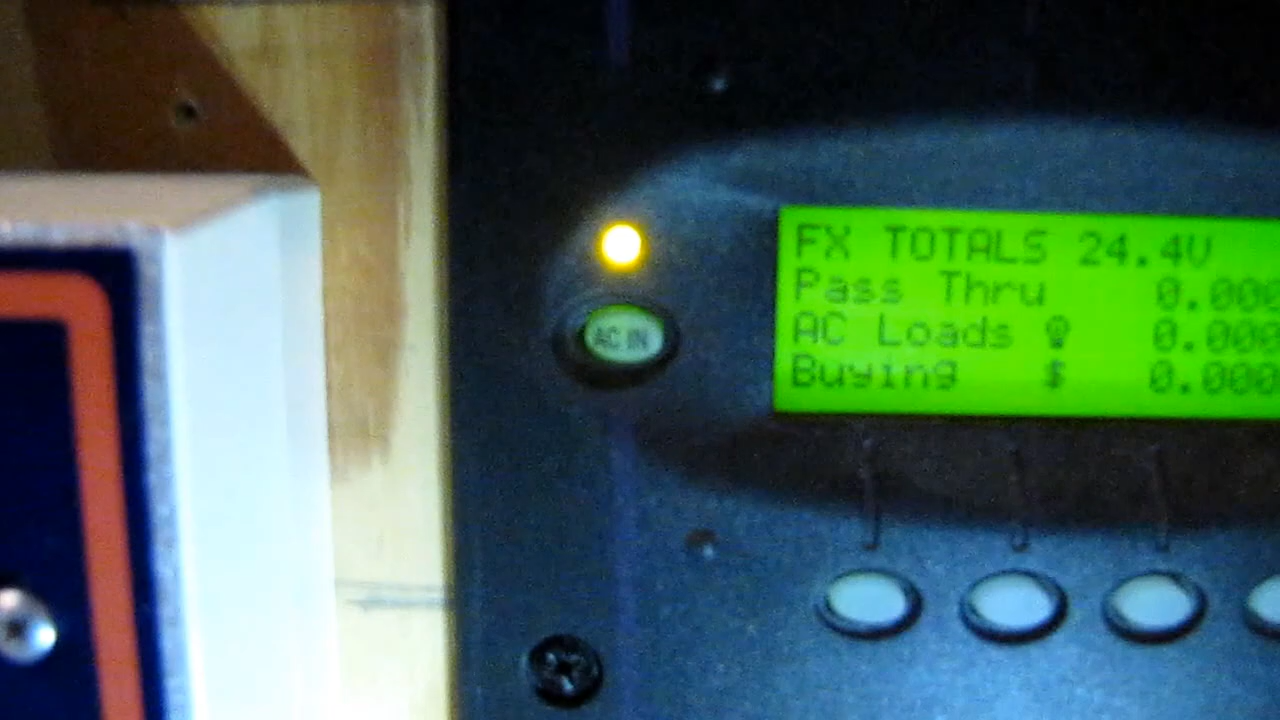 FX TOTALS 24.4V
Pass Thru 0.000
AC IN
AC Loads 0.000
Buying $ 0.000